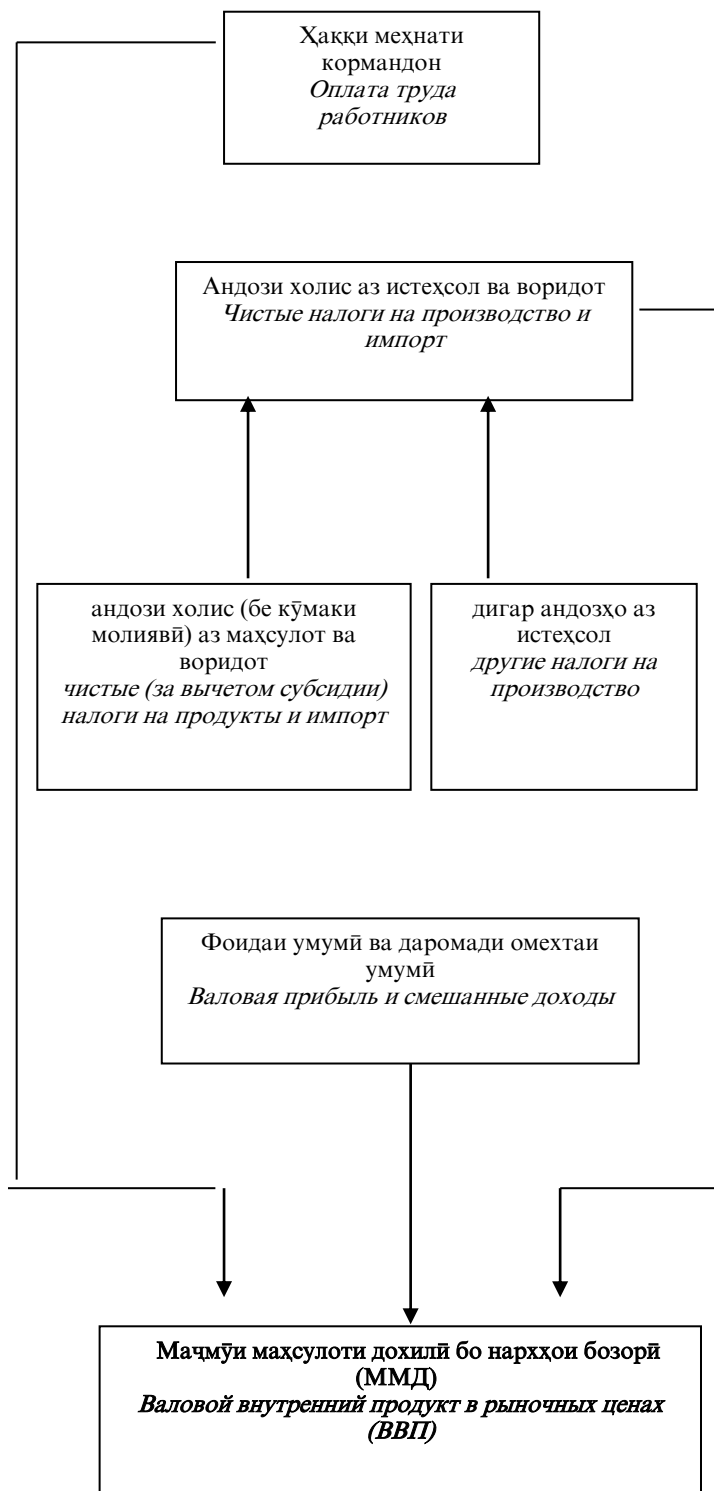 Ҳаққи меҳнати
кормандон
Оплата труда
работников
Андози холис аз истеҳсол ва воридот
Чистые налоги на производство и
импорт
андози холис (бе кӯмаки
молиявӣ) аз маҳсулот ва
воридот
чистые (за вычетом субсидии)
налоги на продукты и импорт
дигар андозҳо аз
истеҳсол
другие налоги на
производство
Фоидаи умумӣ ва даромади омехтаи
умумӣ
Валовая прибыль и смешанные доходы
Маҷмӯи маҳсулоти дохилӣ бо нархҳои бозорӣ
(ММД)
Валовой внутренний продукт в рыночных ценах
(ВВП)